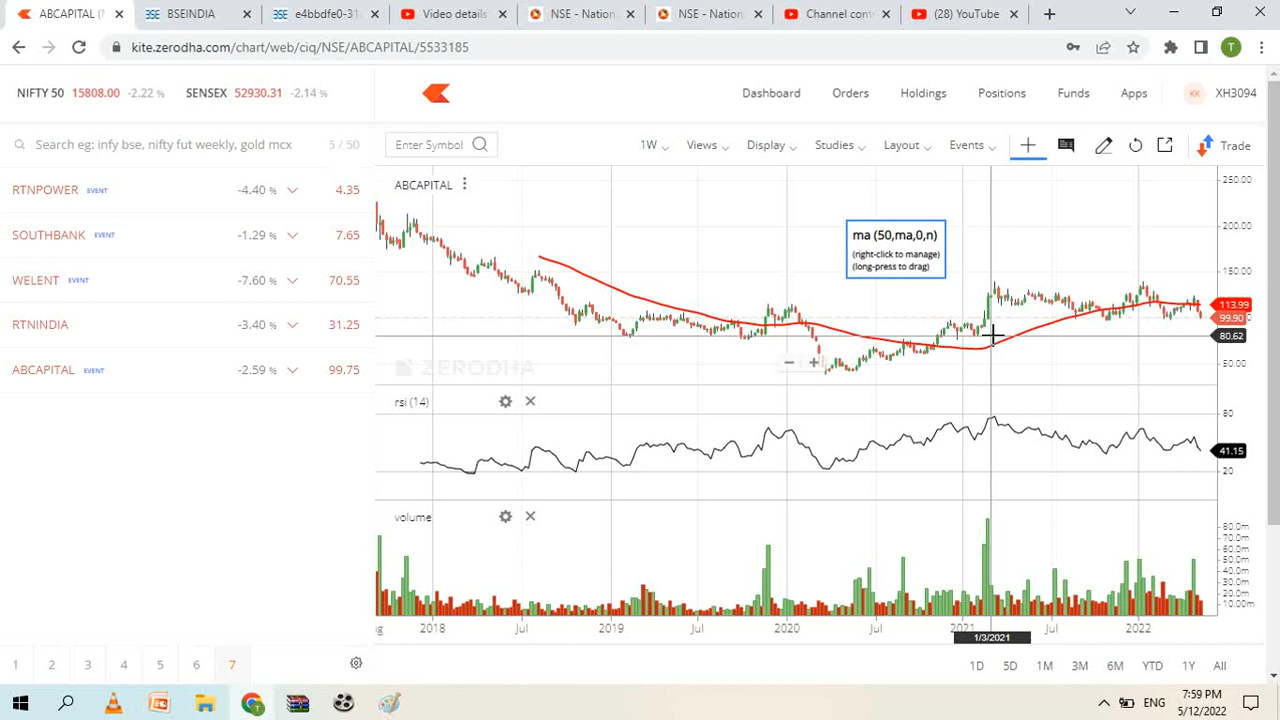 ABCAPITAL (N
BSEINDIA
e4bbdfe0-31
Video details
NSE - Nation
NSE - Nation
Channel cont
(28) YouTube
kite.zerodha.com/chart/web/ciq/NSE/ABCAPITAL/5533185
T
NIFTY 50 15808.00 -2.22 % SENSEX 52930.31 -2.14 %
Dashboard Orders Holdings Positions Funds Apps KK XH3094
Search eg: infy bse, nifty fut weekly, gold mcx 5 / 50
Enter Symbol 1W Views Display Studies Layout Events Trade
RTNPOWER EVENT -4.40 % 4.35
SOUTHBANK EVENT -1.29 % 7.65
WELENT EVENT -7.60 % 70.55
RTNINDIA -3.40 % 31.25
ABCAPITAL EVENT -2.59 % 99.75
ABCAPITAL
ma (50,ma,0,n)
(right-click to manage)
(long-press to drag)
250.00
200.00
150.00
113.99
99.90
80.62
50.00
ZERODHA
rsi (14)
80
41.15
20
volume
80.0m
70.0m
60.0m
50.0m
40.0m
30.0m
20.0m
10.00m
2018 Jul 2019 Jul 2020 Jul 2021 Jul 2022
1/3/2021
1 2 3 4 5 6 7
1D 5D 1M 3M 6M YTD 1Y All
ENG
7:59 PM
5/12/2022